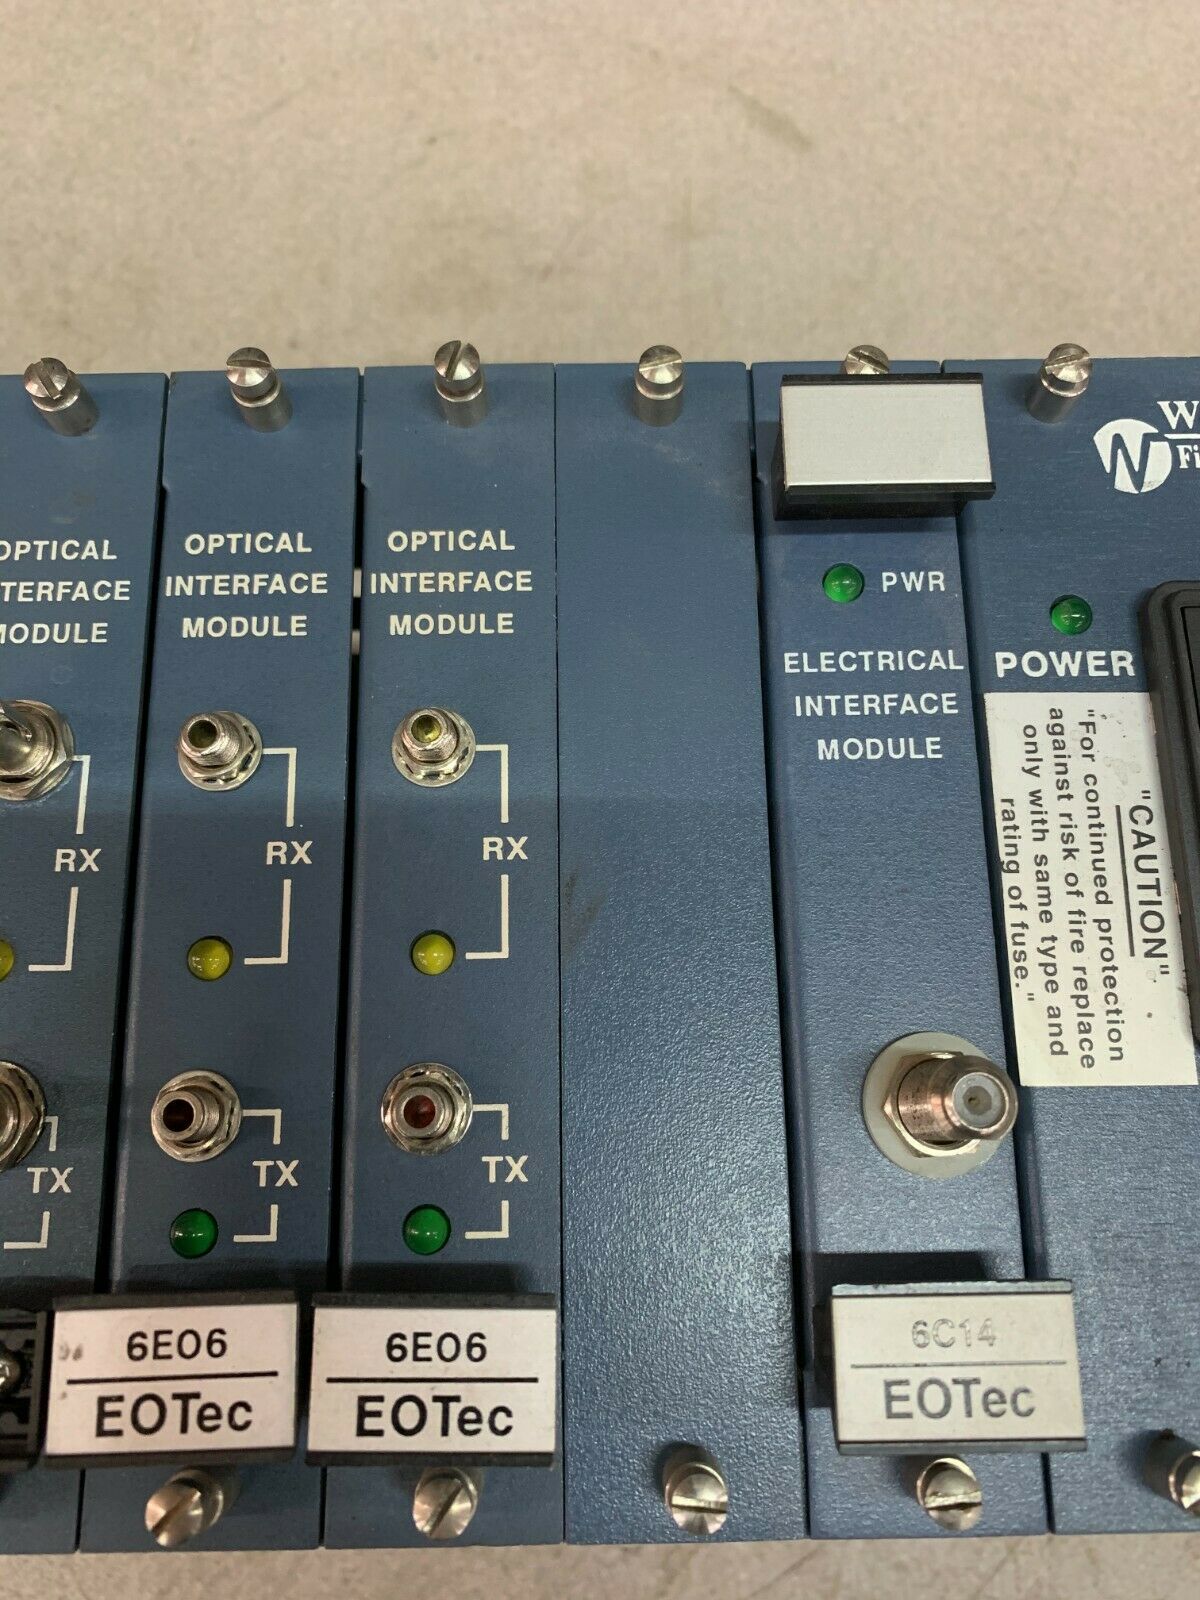 OPTICAL
INTERFACE
MODULE
RX
TX
OPTICAL
INTERFACE
MODULE
RX
TX
6E06
EOTec
OPTICAL
INTERFACE
MODULE
RX
TX
6E06
EOTec
PWR
ELECTRICAL
INTERFACE
MODULE
6C14
EOTec
W
N
Fi
POWER
"CAUTION"
"For continued protection
against risk of fire replace
only with same type and
rating of fuse."